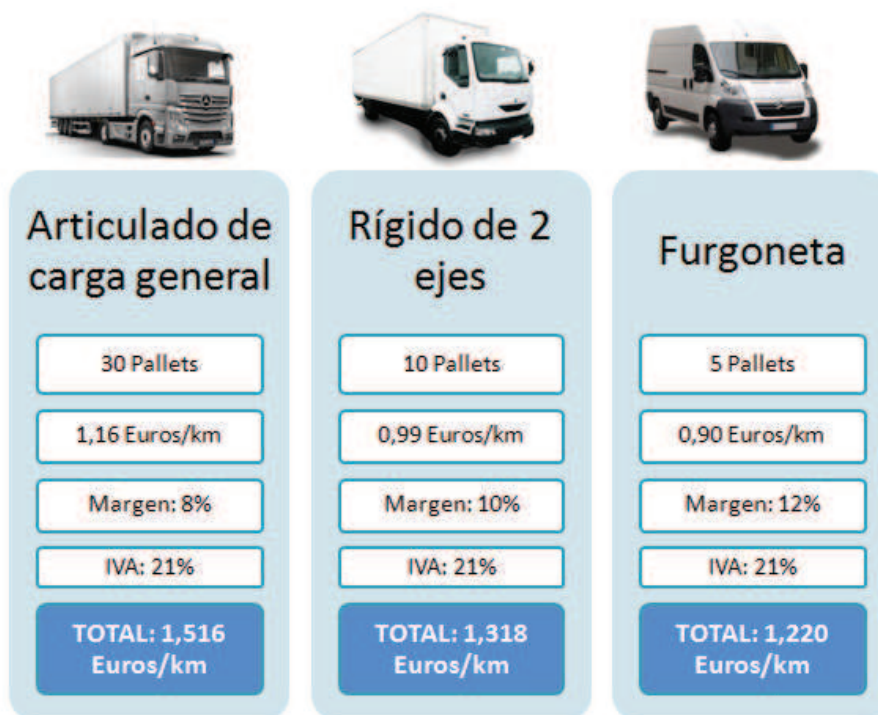 Articulado de
carga general
30 Pallets
1,16 Euros/km
Margen: 8%
IVA: 21%
TOTAL: 1,516
Euros/km
Rígido de 2
ejes
10 Pallets
0,99 Euros/km
Margen: 10%
IVA: 21%
TOTAL: 1,318
Euros/km
Furgoneta
5 Pallets
0,90 Euros/km
Margen: 12%
IVA: 21%
TOTAL: 1,220
Euros/km